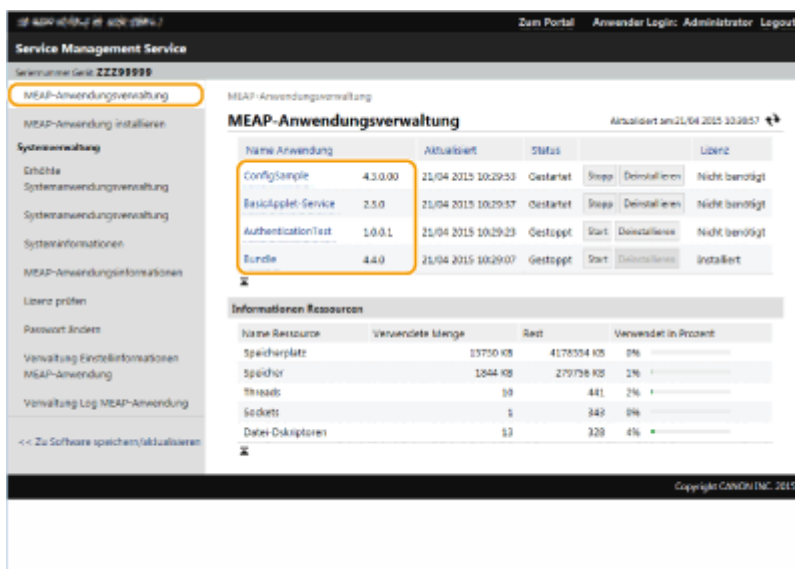 Zum Portal Anwender Login: Administrator Logout
Service Management Service
Seriennummer Gerät: ZZZ99999
MEAP-Anwendungsverwaltung
MEAP-Anwendung installieren
Systemverwaltung
Erhöhte
Systemanwendungsverwaltung
Systemanwendungsverwaltung
Systeminformationen
MEAP-Anwendungsinformationen
Lizenz prüfen
Passwort ändern
Verwaltung Einstellinformationen
MEAP-Anwendung
Verwaltung Log MEAP-Anwendung
<< Zu Software speichern/aktualisieren
MEAP-Anwendungsverwaltung
MEAP-Anwendungsverwaltung Aktualisiert am:21/04 2015 10:30:57
Name Anwendung Aktualisiert Status Lizenz
ConfigSample 4.3.0.00 21/04 2015 10:29:53 Gestartet Stopp Deinstallieren Nicht benötigt
BasicApplet-Service 2.5.0 21/04 2015 10:29:37 Gestartet Stopp Deinstallieren Nicht benötigt
AuthenticationTest 1.0.0.1 21/04 2015 10:29:23 Gestoppt Start Deinstallieren Nicht benötigt
Bundle 4.4.0 21/04 2015 10:29:07 Gestoppt Start Deinstallieren Installiert
Informationen Ressourcen
Name Ressource Verwendete Menge Rest Verwendet in Prozent
Speicherplatz 15750 KB 4178554 KB 0%
Speicher 1844 KB 279756 KB 1%
Threads 10 441 2%
Sockets 1 343 0%
Datei-Dskriptoren 13 328 4%
Copyright CANON INC. 2015